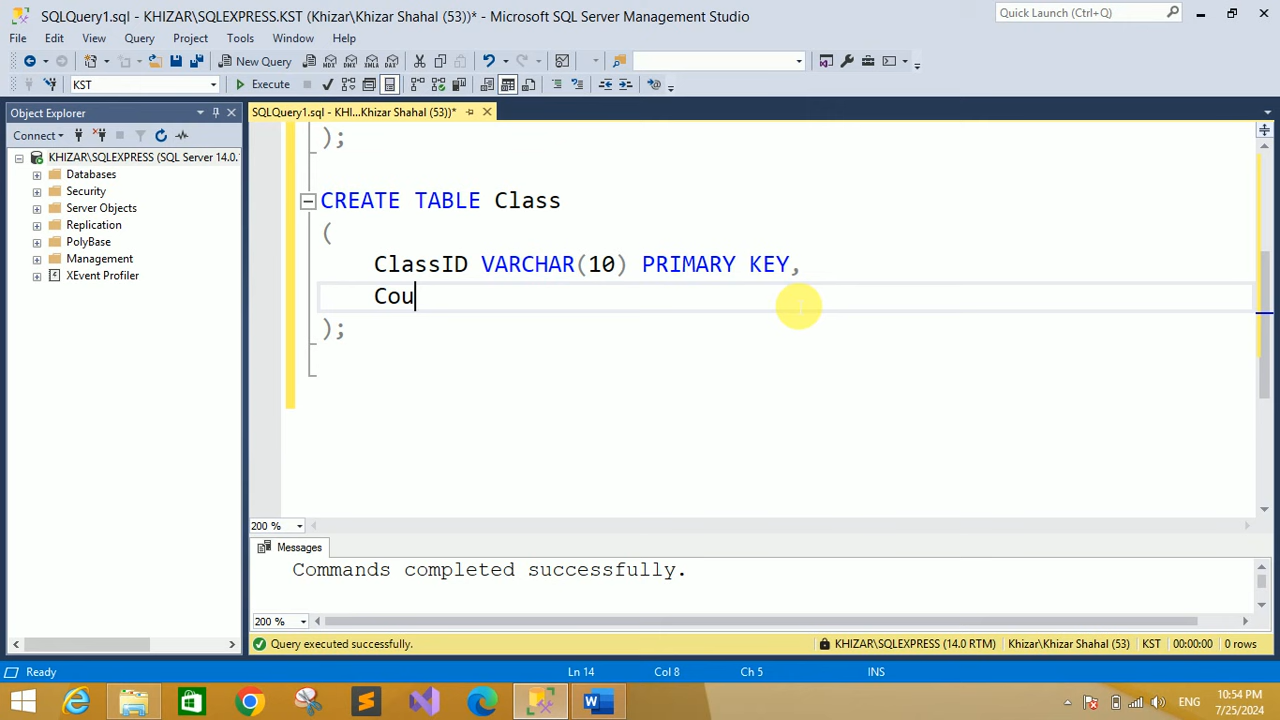 SQLQuery1.sql - KHIZAR\SQLEXPRESS.KST (Khizar\Khizar Shahal (53))* - Microsoft SQL Server Management Studio
Quick Launch (Ctrl+Q)
File Edit View Query Project Tools Window Help
New Query
KST Execute
Object Explorer
SQLQuery1.sql - KHI...Khizar Shahal (53))*
Connect
KHIZAR\SQLEXPRESS (SQL Server 14.0.
Databases
Security
Server Objects
Replication
PolyBase
Management
XEvent Profiler
);
CREATE TABLE Class
(
ClassID VARCHAR(10) PRIMARY KEY,
Cou
);
200 %
Messages
Commands completed successfully.
200 %
Query executed successfully. KHIZAR\SQLEXPRESS (14.0 RTM) Khizar\Khizar Shahal (53) KST 00:00:00 0 rows
Ready Ln 14 Col 8 Ch 5 INS
ENG
10:54 PM
7/25/2024